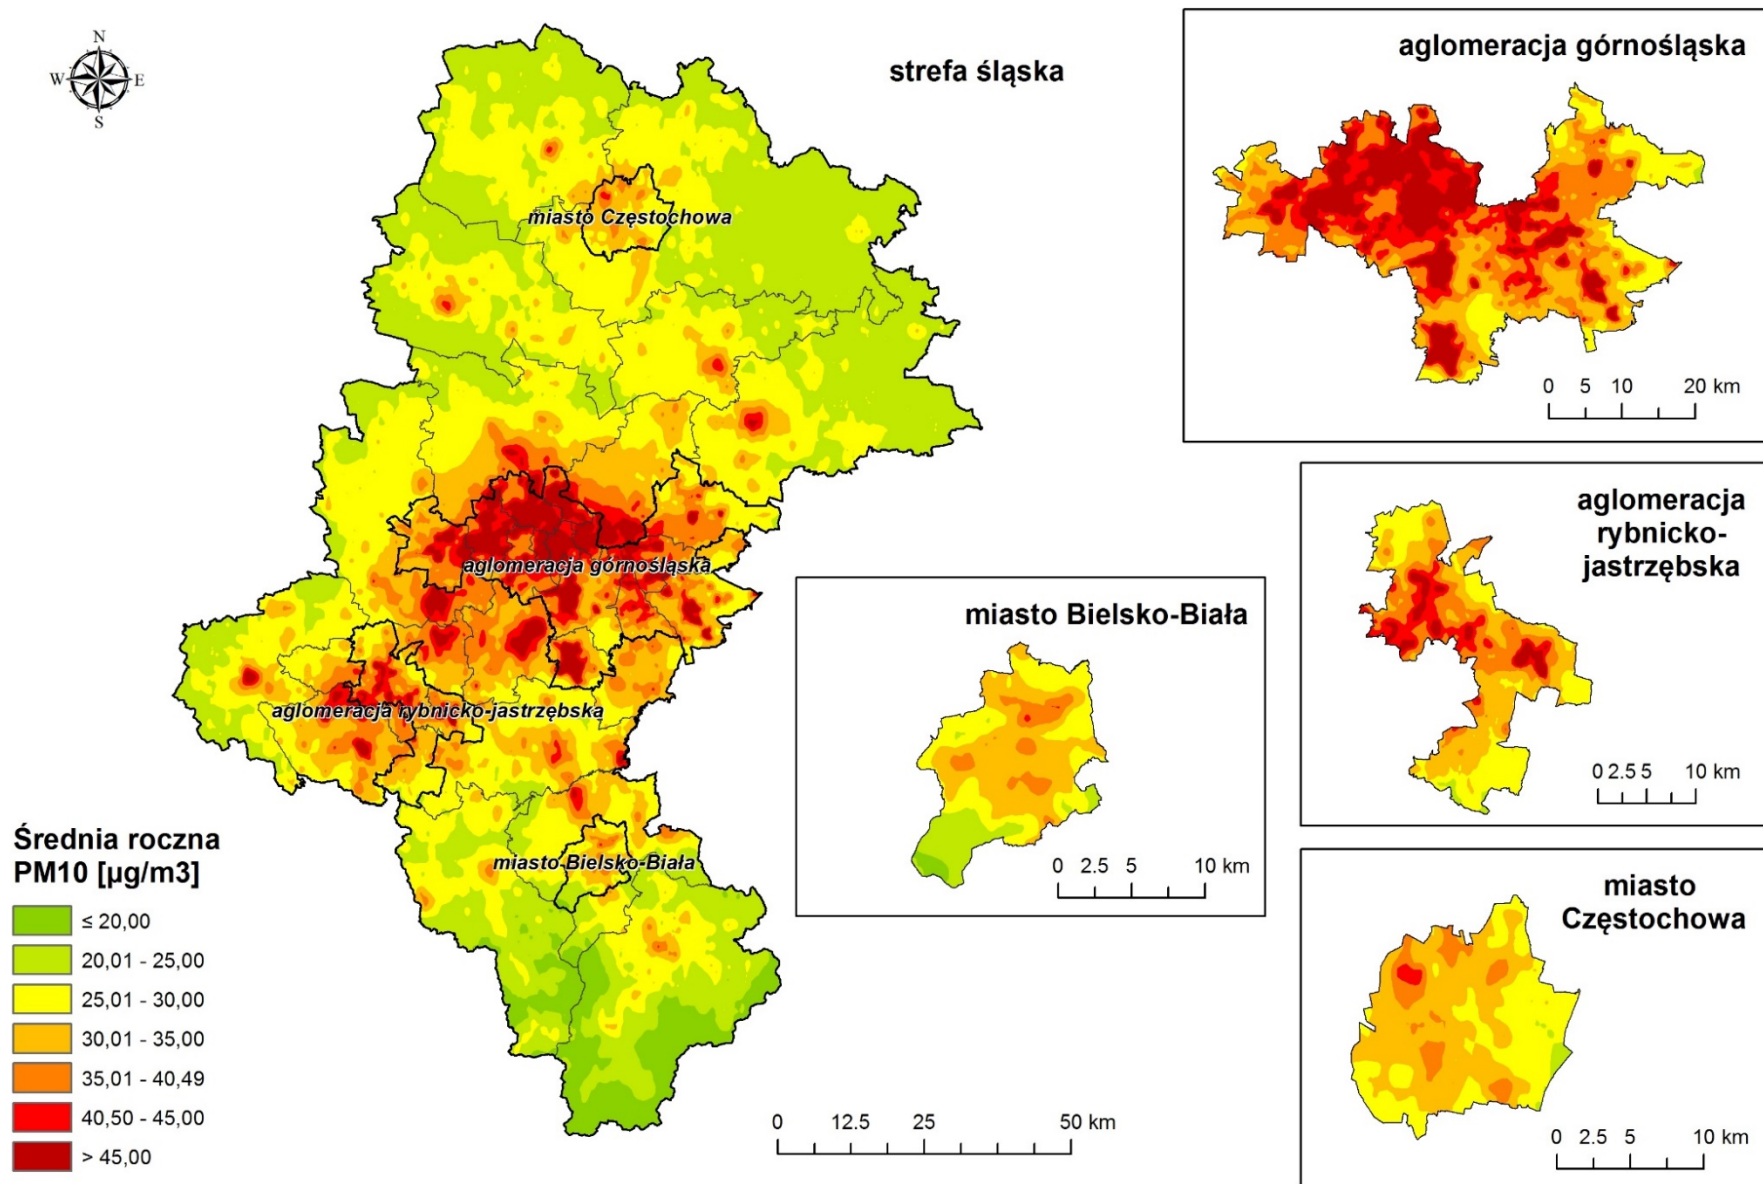 N
W
E
S
strefa śląska
miasto Częstochowa
aglomeracja górnośląska
aglomeracja rybnicko-jastrzębska
miasto Bielsko-Biała
Średnia roczna
PM10 [µg/m3]
≤ 20,00
20,01 - 25,00
25,01 - 30,00
30,01 - 35,00
35,01 - 40,49
40,50 - 45,00
> 45,00
0 12.5 25 50 km
aglomeracja górnośląska
0 5 10 20 km
aglomeracja
rybnicko-
jastrzębska
0 2.5 5 10 km
miasto Bielsko-Biała
0 2.5 5 10 km
miasto
Częstochowa
0 2.5 5 10 km